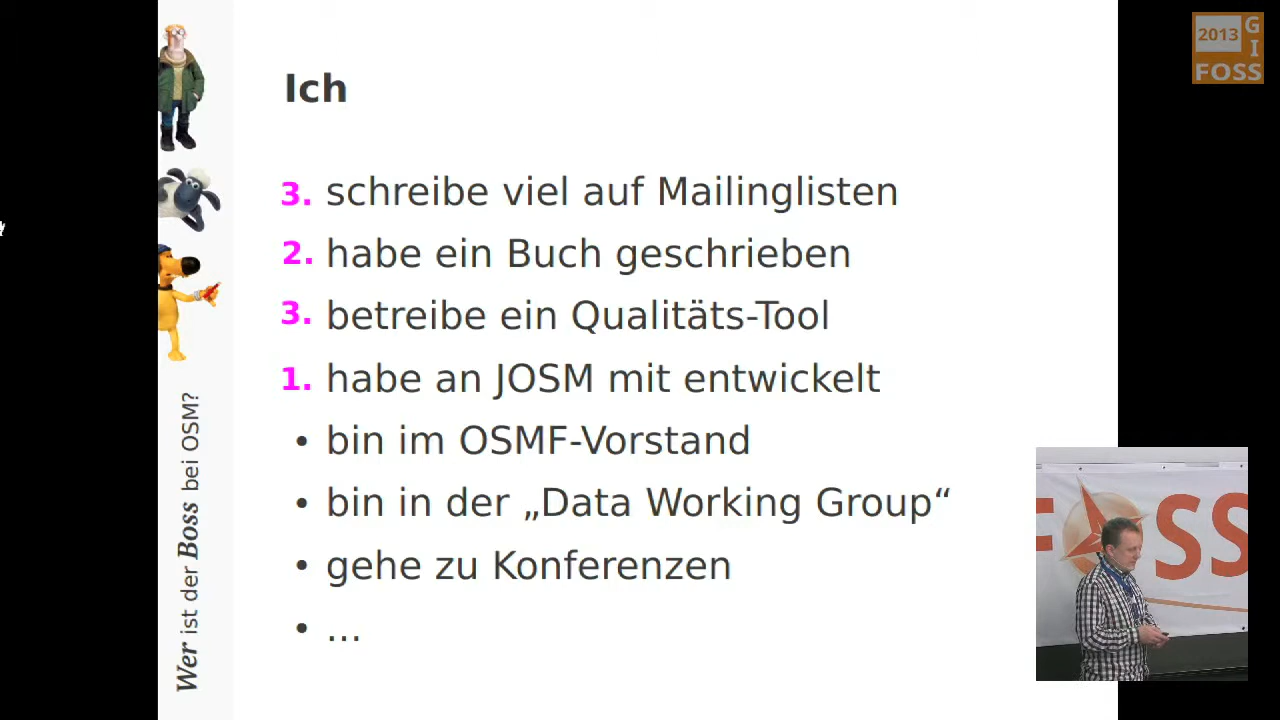 2013 G
I
FOSS
Ich
3. schreibe viel auf Mailinglisten
2. habe ein Buch geschrieben
3. betreibe ein Qualitäts-Tool
1. habe an JOSM mit entwickelt
• bin im OSMF-Vorstand
• bin in der „Data Working Group“
• gehe zu Konferenzen
• ...
Wer ist der Boss bei OSM?
F SS